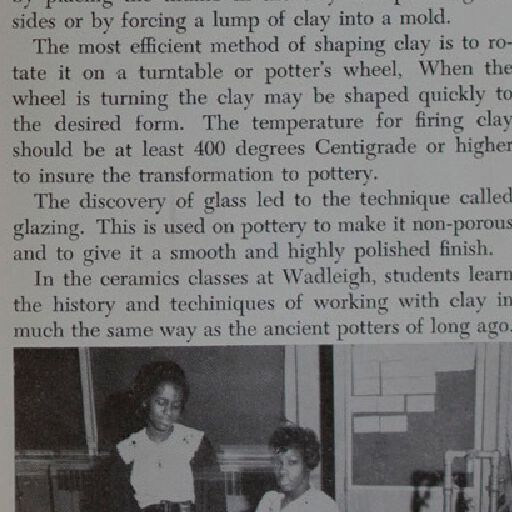 sides or by forcing a lump of clay into a mold.
The most efficient method of shaping clay is to ro-
tate it on a turntable or potter's wheel, When the
wheel is turning the clay may be shaped quickly to
the desired form. The temperature for firing clay
should be at least 400 degrees Centigrade or higher
to insure the transformation to pottery.
The discovery of glass led to the technique called
glazing. This is used on pottery to make it non-porous
and to give it a smooth and highly polished finish.
In the ceramics classes at Wadleigh, students learn
the history and techiniques of working with clay in
much the same way as the ancient potters of long ago.